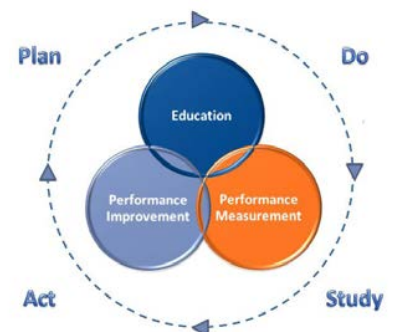 Plan
Do
Education
Performance
Improvement
Performance
Measurement
Act
Study